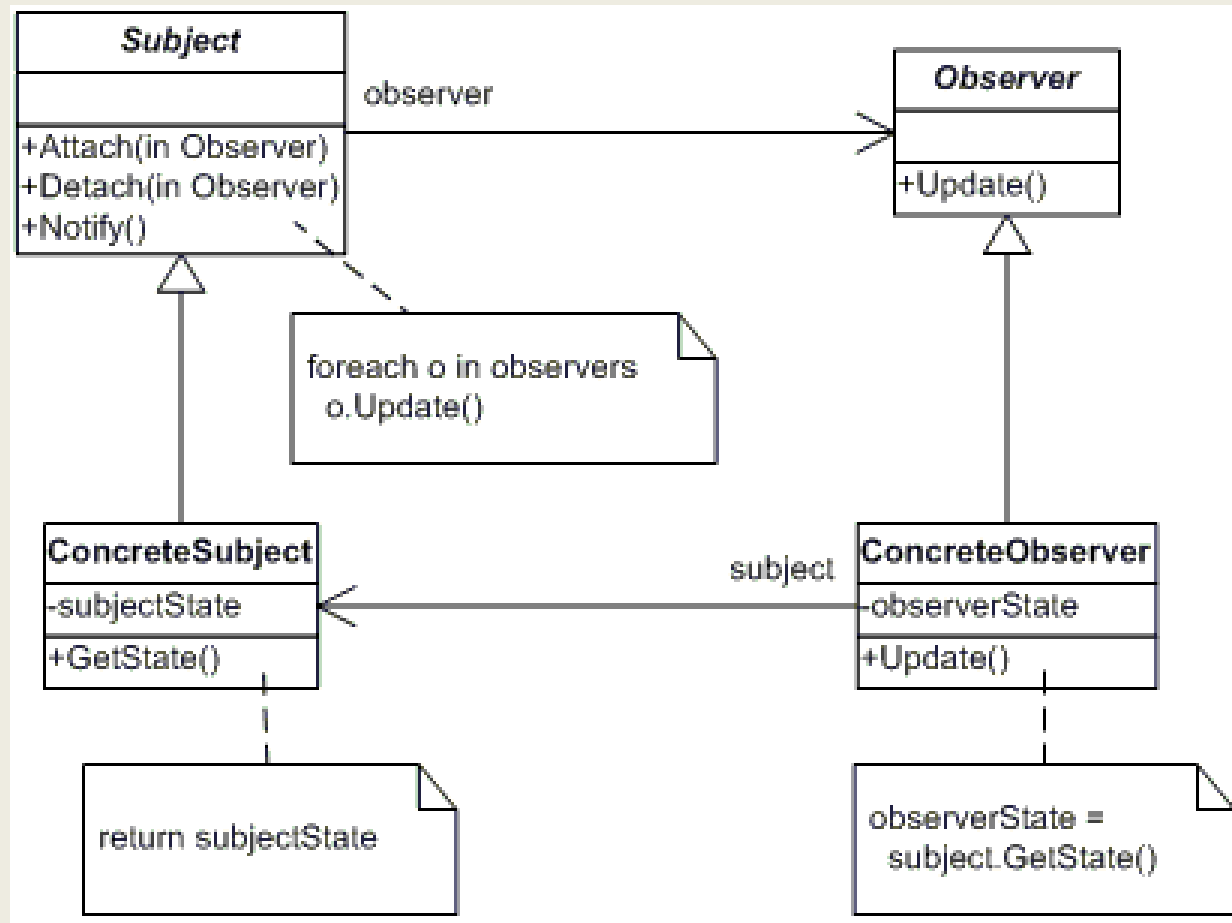 Subject
+Attach(in Observer)
+Detach(in Observer)
+Notify()
observer
Observer
+Update()
foreach o in observers
o.Update()
ConcreteSubject
-subjectState
+GetState()
subject
ConcreteObserver
-observerState
+Update()
return subjectState
observerState =
subject.GetState()